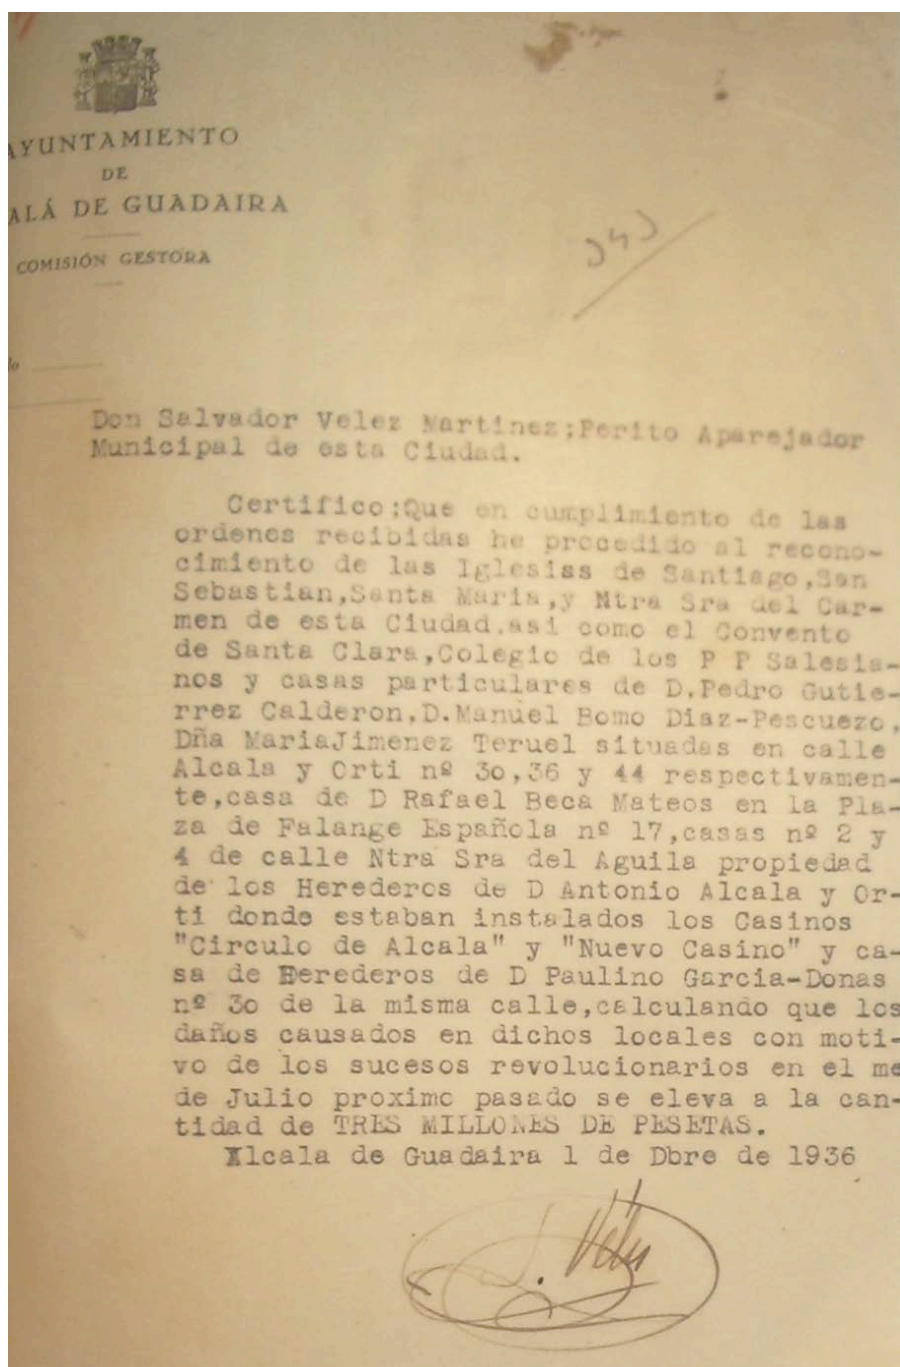 AYUNTAMIENTO
DE
ALÁ DE GUADAIRA
COMISIÓN GESTORA
343
lo
Don Salvador Velez Martinez;Perito Aparejador
Municipal de esta Ciudad.
Certifico:Que en cumplimiento de las
ordenes recibidas he procedido al recono-
cimiento de las Iglesias de Santiago,San
Sebastian,Santa Maria,y Ntra Sra del Car-
men de esta Ciudad.asi como el Convento
de Santa Clara,Colegio de los P P Salesia-
nos y casas particulares de D.Pedro Gutie-
rrez Calderon,D.Manuel Bomo Diaz-Pescuezo,
Dña MariaJimenez Teruel situadas en calle
Alcala y Orti nº 3o,36 y 44 respectivamen-
te,casa de D Rafael Beca Mateos en la Pla-
za de Falange Española nº 17,casas nº 2 y
4 de calle Ntra Sra del Aguila propiedad
de los Herederos de D Antonio Alcala y Or-
ti donde estaban instalados los Casinos
"Circulo de Alcala" y "Nuevo Casino" y ca-
sa de Herederos de D Paulino Garcia-Donas
nº 3o de la misma calle,calculando que los
daños causados en dichos locales con moti-
vo de los sucesos revolucionarios en el me
de Julio proximo pasado se eleva a la can-
tidad de TRES MILLONES DE PESETAS.
Alcala de Guadaira 1 de Dbre de 1936
S. Velez